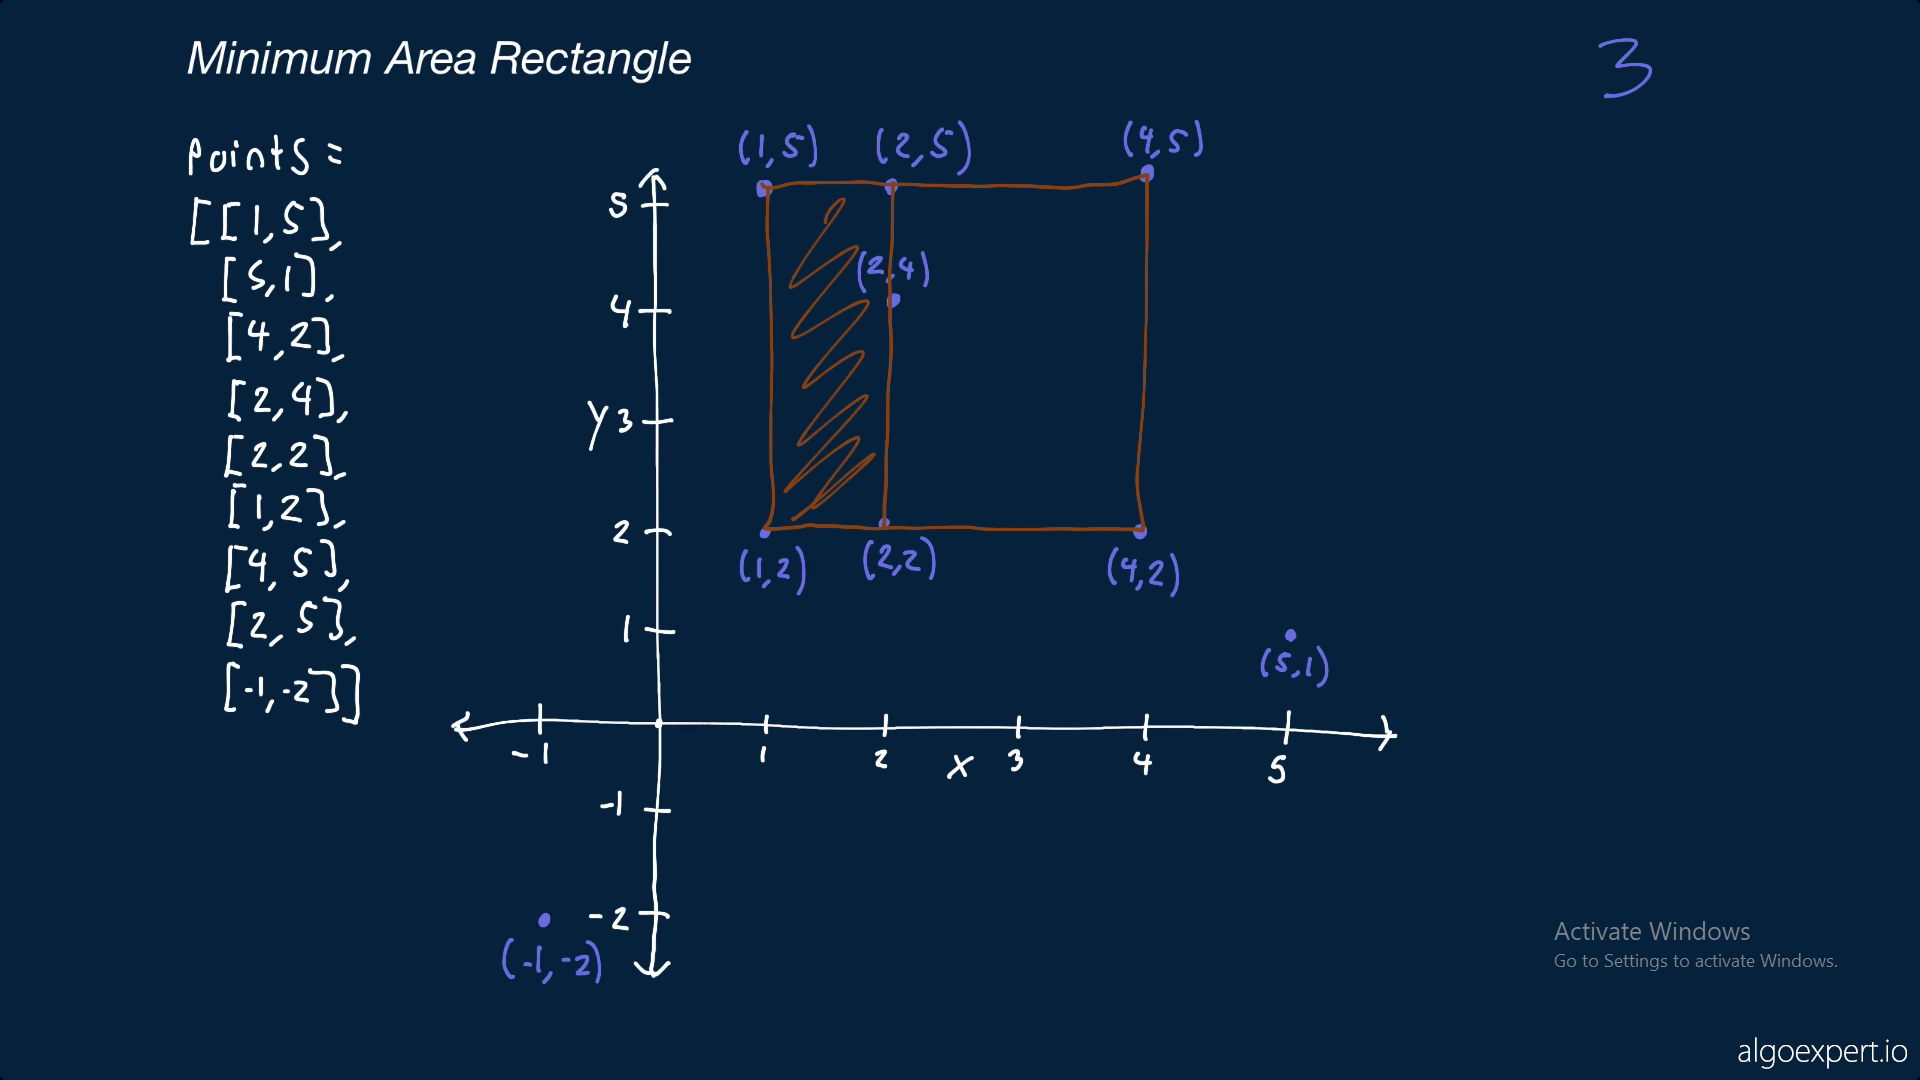 Minimum Area Rectangle
3
points =
[[1,5],
[5,1],
[4,2],
[2,4],
[2,2],
[1,2],
[4,5],
[2,5],
[-1,-2]]
(1,5) (2,5) (4,5)
5
(2,4)
4
y 3
2
(1,2) (2,2) (4,2)
1
(5,1)
-1 1 2 x 3 4 5
-1
-2
(-1,-2)
Activate Windows
Go to Settings to activate Windows.
algoexpert.io